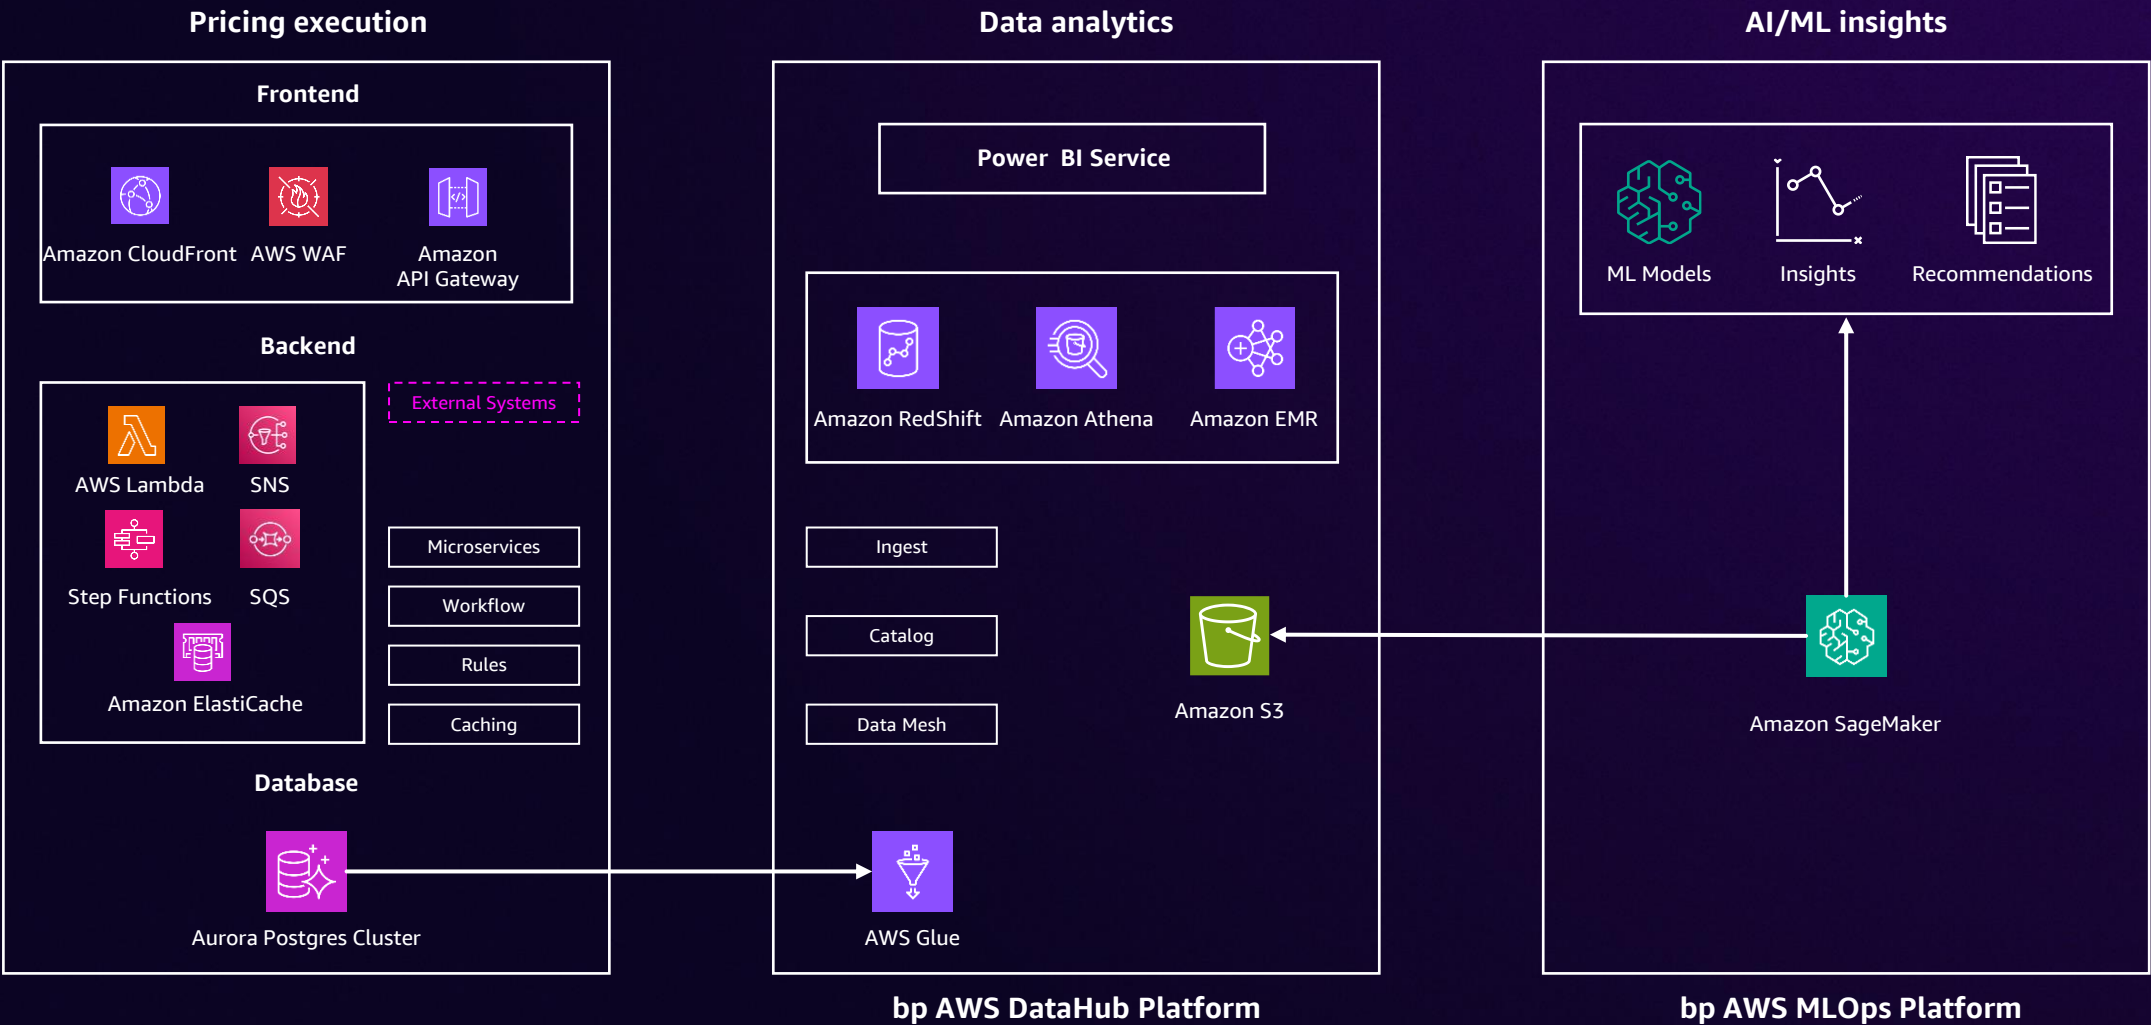 Pricing execution
Data analytics
AI/ML insights
Frontend
Amazon CloudFront
AWS WAF
Amazon
API Gateway
Backend
AWS Lambda
SNS
Step Functions
SQS
Amazon ElastiCache
External Systems
Microservices
Workflow
Rules
Caching
Database
Aurora Postgres Cluster
Power BI Service
Amazon RedShift
Amazon Athena
Amazon EMR
Ingest
Catalog
Data Mesh
Amazon S3
AWS Glue
bp AWS DataHub Platform
ML Models
Insights
Recommendations
Amazon SageMaker
bp AWS MLOps Platform